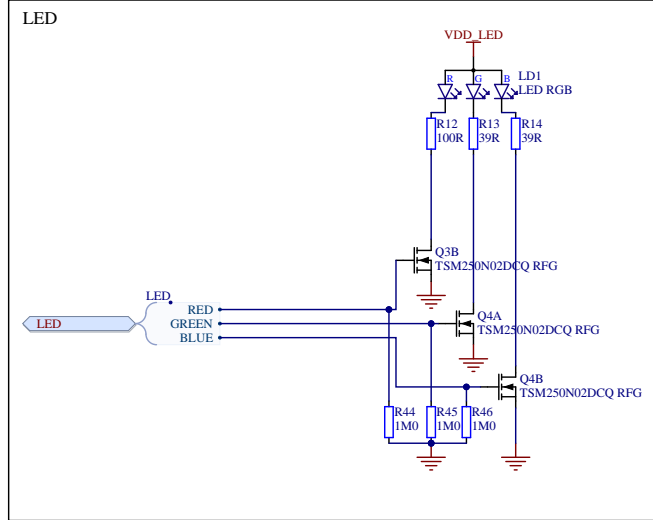 LED
VDD_LED
R
G
B
LD1
LED RGB
R12
100R
R13
39R
R14
39R
Q3B
TSM250N02DCQ RFG
LED
RED
LED
GREEN
BLUE
Q4A
TSM250N02DCQ RFG
Q4B
TSM250N02DCQ RFG
R44
1M0
R45
1M0
R46
1M0